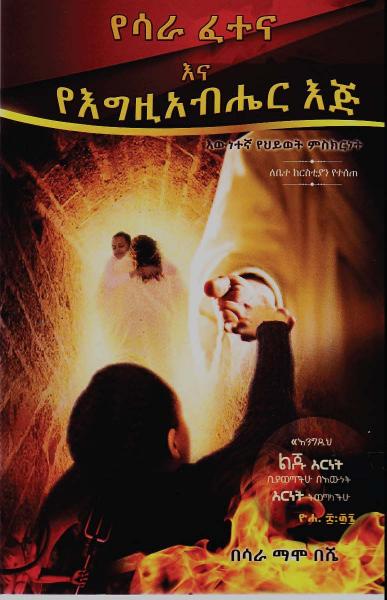 የሳራ ፈተና
እና
የእግዚአብሔር እጅ
እውነተኛ የህይወት ምስክርነት
ለቤተ ክርስቲያን የተሰጠ
«እንግዲህ
ልጁ አርነት
ቢያወጣችሁ በእውነት
አርነት ትወጣላችሁ
ዮሐ. ፰፡፴፮
በሳራ ማሞ በሼ